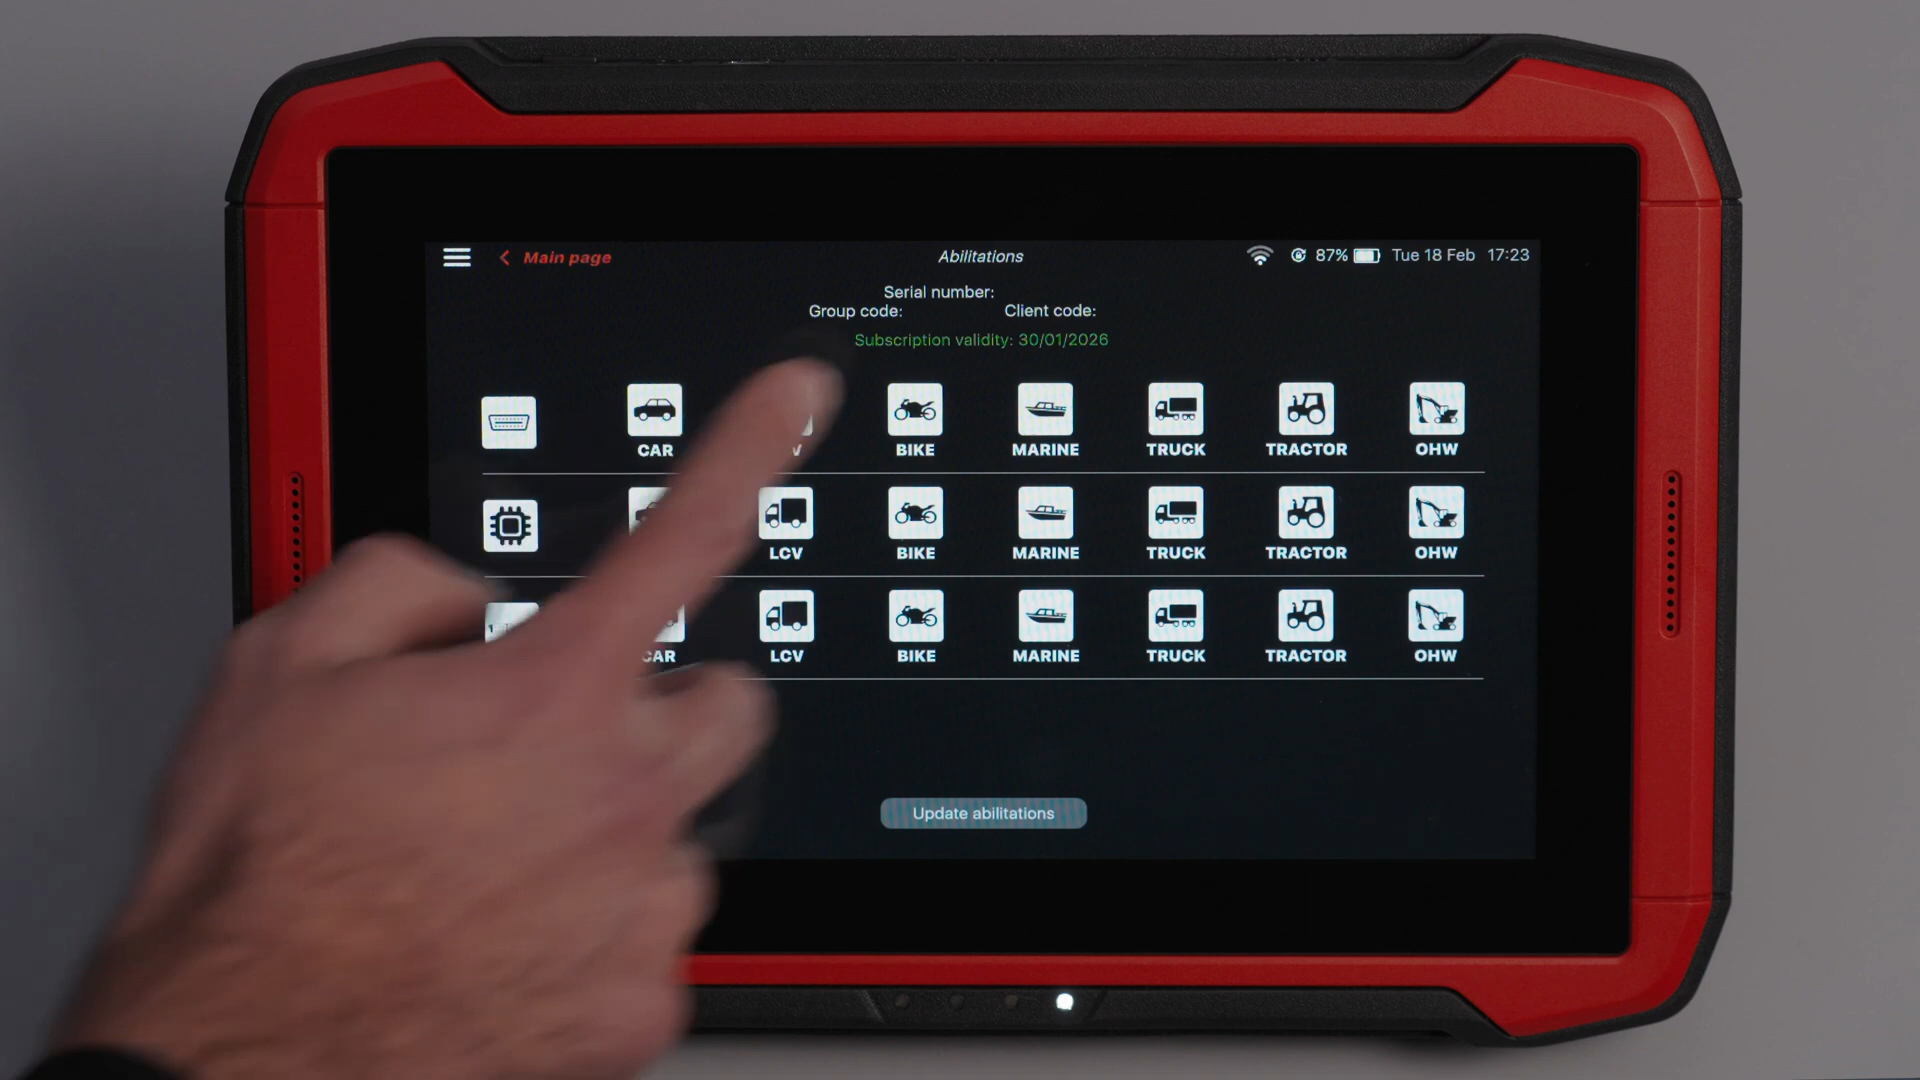 Main page
Abilitations
87%
Tue 18 Feb 17:23
Serial number:
Group code: Client code:
Subscription validity: 30/01/2026
CAR BIKE MARINE TRUCK TRACTOR OHW
LCV BIKE MARINE TRUCK TRACTOR OHW
CAR LCV BIKE MARINE TRUCK TRACTOR OHW
Update abilitations